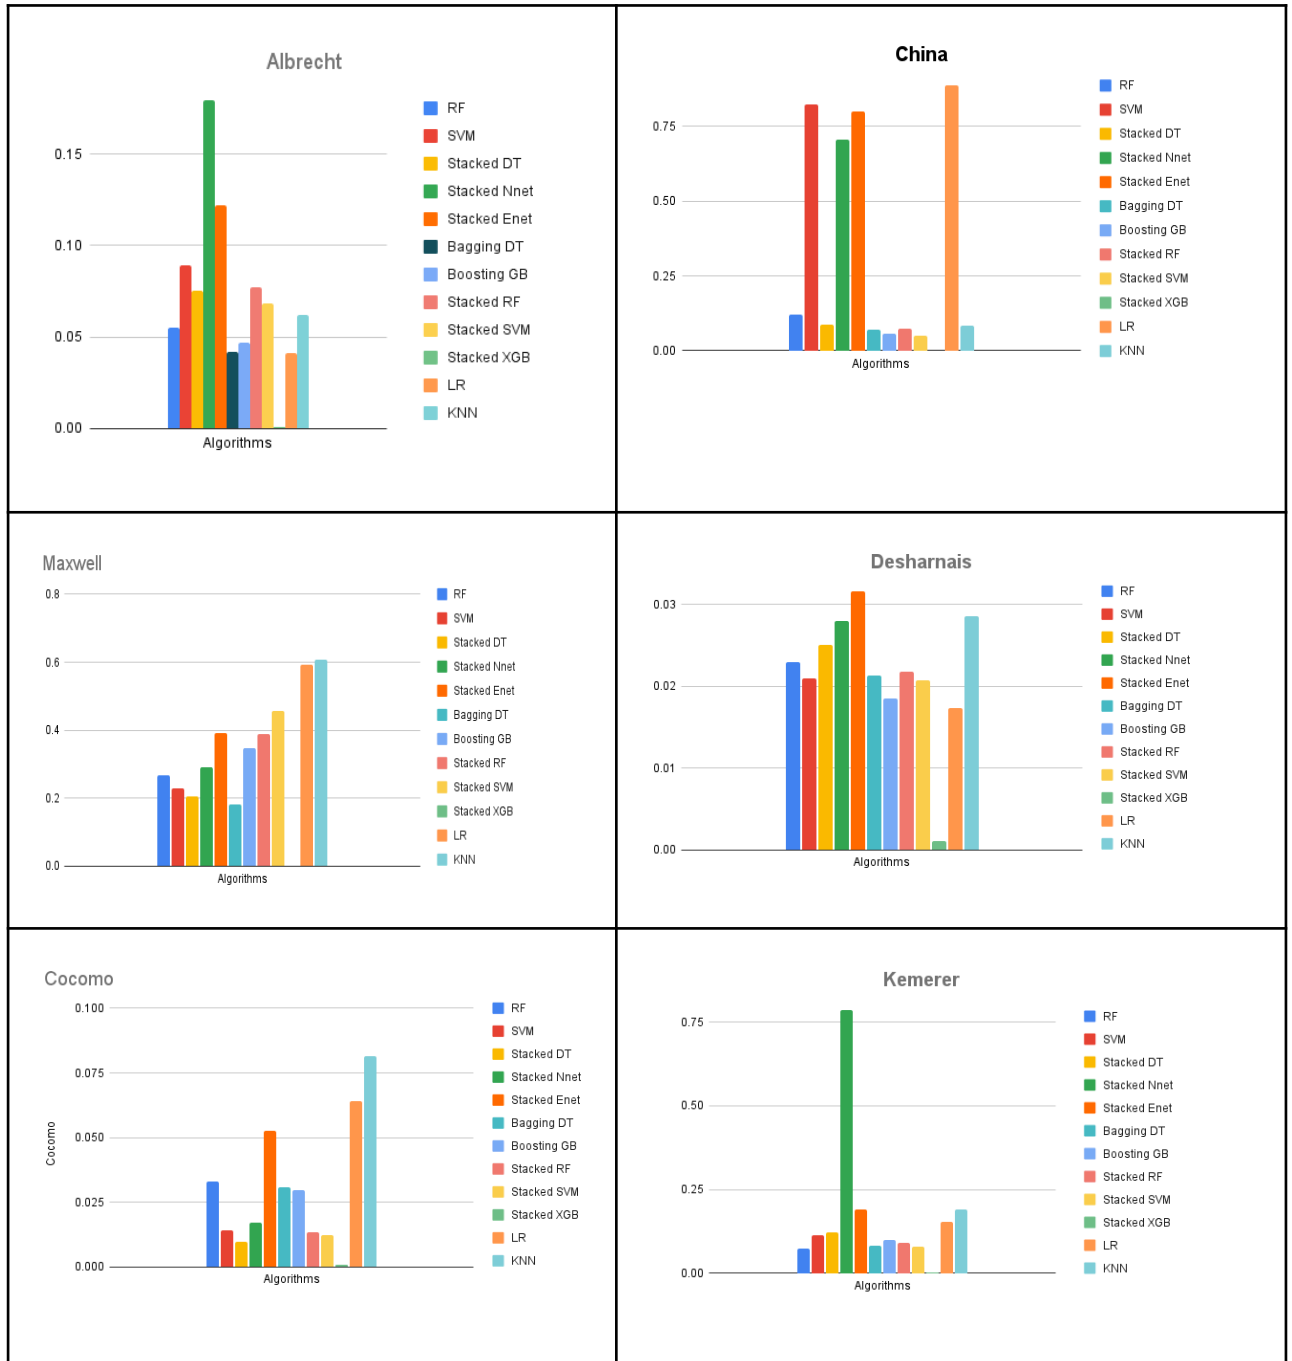 Albrecht
0.15
0.10
0.05
0.00
Algorithms
RF
SVM
Stacked DT
Stacked Nnet
Stacked Enet
Bagging DT
Boosting GB
Stacked RF
Stacked SVM
Stacked XGB
LR
KNN
China
0.75
0.50
0.25
0.00
Algorithms
RF
SVM
Stacked DT
Stacked Nnet
Stacked Enet
Bagging DT
Boosting GB
Stacked RF
Stacked SVM
Stacked XGB
LR
KNN
Maxwell
0.8
0.6
0.4
0.2
0.0
Algorithms
RF
SVM
Stacked DT
Stacked Nnet
Stacked Enet
Bagging DT
Boosting GB
Stacked RF
Stacked SVM
Stacked XGB
LR
KNN
Desharnais
0.03
0.02
0.01
0.00
Algorithms
RF
SVM
Stacked DT
Stacked Nnet
Stacked Enet
Bagging DT
Boosting GB
Stacked RF
Stacked SVM
Stacked XGB
LR
KNN
Cocomo
Cocomo
0.100
0.075
0.050
0.025
0.000
Algorithms
RF
SVM
Stacked DT
Stacked Nnet
Stacked Enet
Bagging DT
Boosting GB
Stacked RF
Stacked SVM
Stacked XGB
LR
KNN
Kemerer
0.75
0.50
0.25
0.00
Algorithms
RF
SVM
Stacked DT
Stacked Nnet
Stacked Enet
Bagging DT
Boosting GB
Stacked RF
Stacked SVM
Stacked XGB
LR
KNN